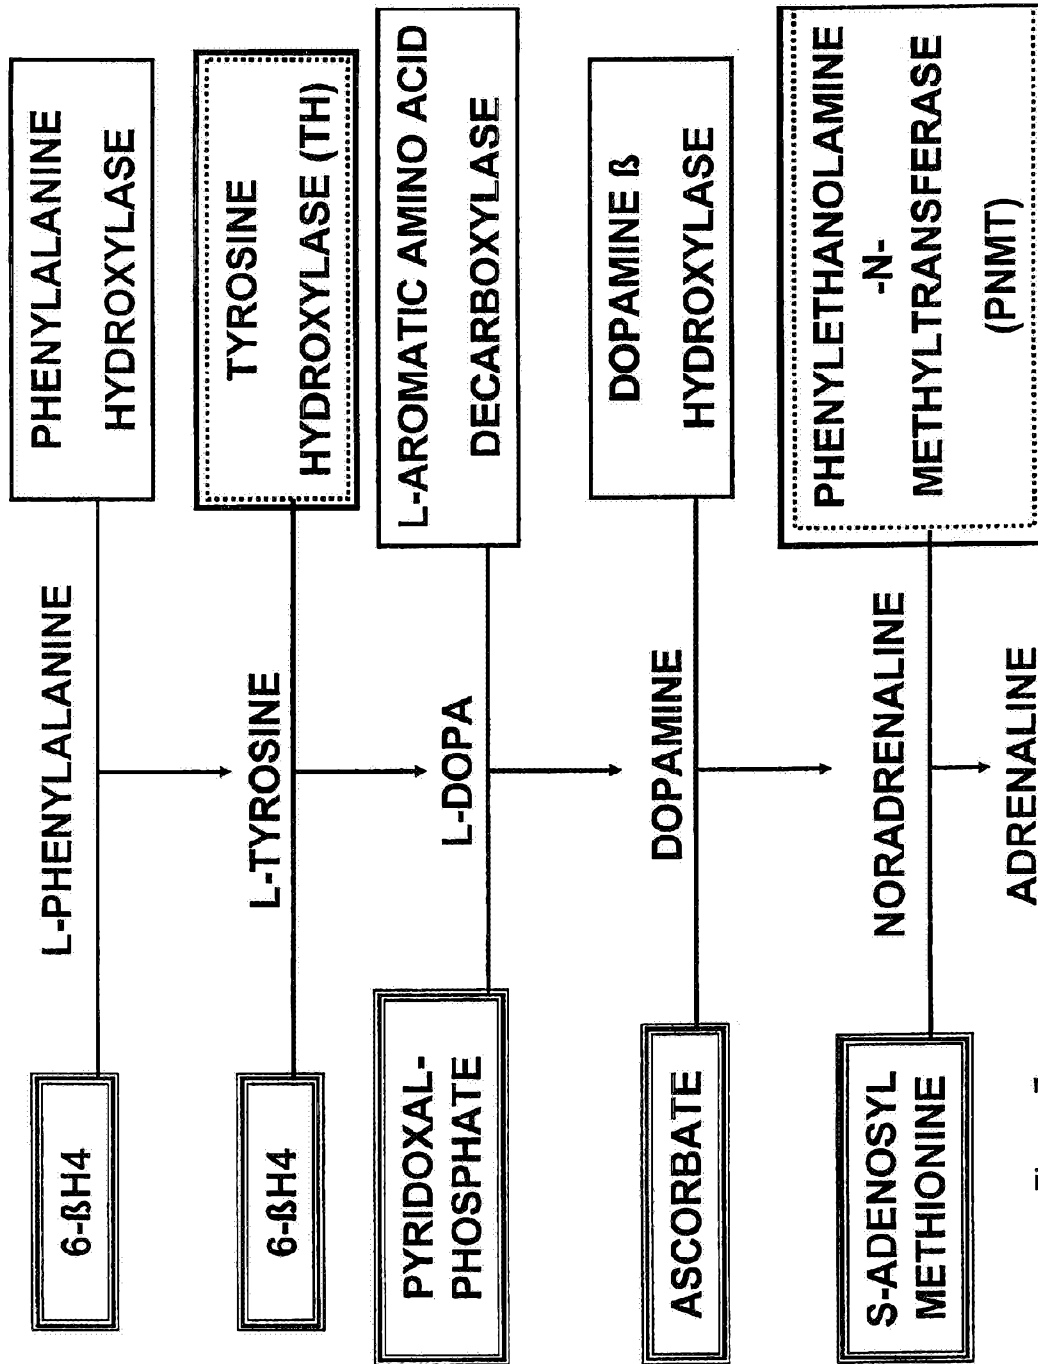 L-PHENYLALANINE
6-ßH4
PHENYLALANINE
HYDROXYLASE
L-TYROSINE
6-ßH4
TYROSINE
HYDROXYLASE (TH)
L-DOPA
PYRIDOXAL-
PHOSPHATE
L-AROMATIC AMINO ACID
DECARBOXYLASE
DOPAMINE
ASCORBATE
DOPAMINE ß
HYDROXYLASE
NORADRENALINE
S-ADENOSYL
METHIONINE
PHENYLETHANOLAMINE
-N-
METHYLTRANSFERASE
(PNMT)
ADRENALINE